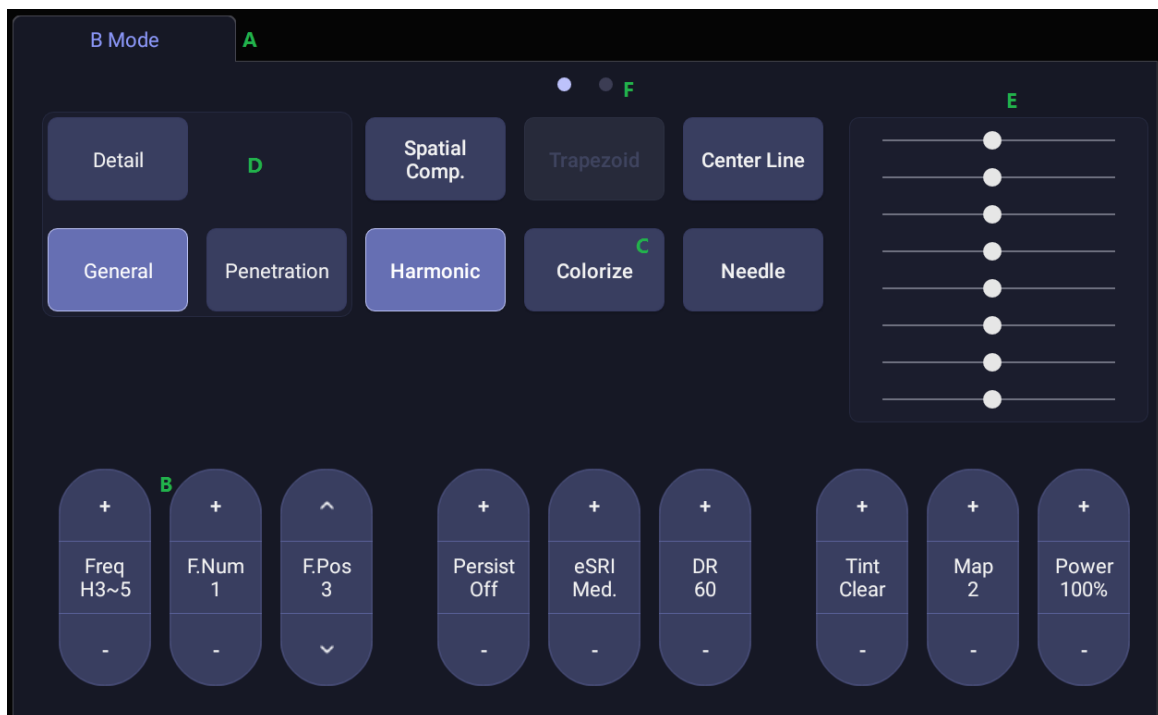 B Mode
A
F
E
Detail
D
Spatial
Comp.
Trapezoid
Center Line
General
Penetration
Harmonic
Colorize
C
Needle
B
+
+
+
+
+
+
+
+
Freq
H3~5
F.Num
1
F.Pos
3
Persist
Off
eSRI
Med.
DR
60
Tint
Clear
Map
2
Power
100%
-
-
-
-
-
-
-
-